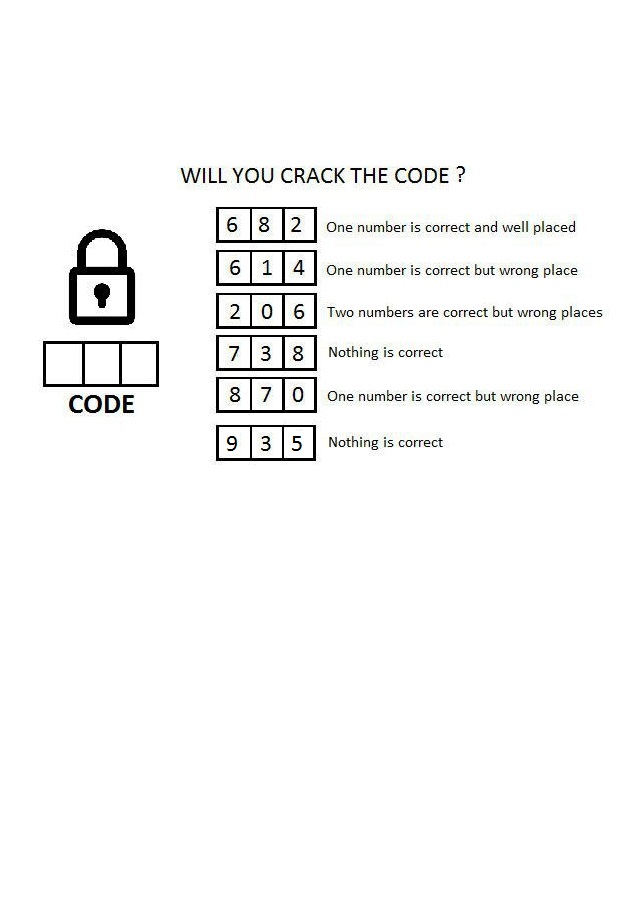 WILL YOU CRACK THE CODE ?
6 8 2 One number is correct and well placed
6 1 4 One number is correct but wrong place
2 0 6 Two numbers are correct but wrong places
7 3 8 Nothing is correct
8 7 0 One number is correct but wrong place
9 3 5 Nothing is correct
CODE